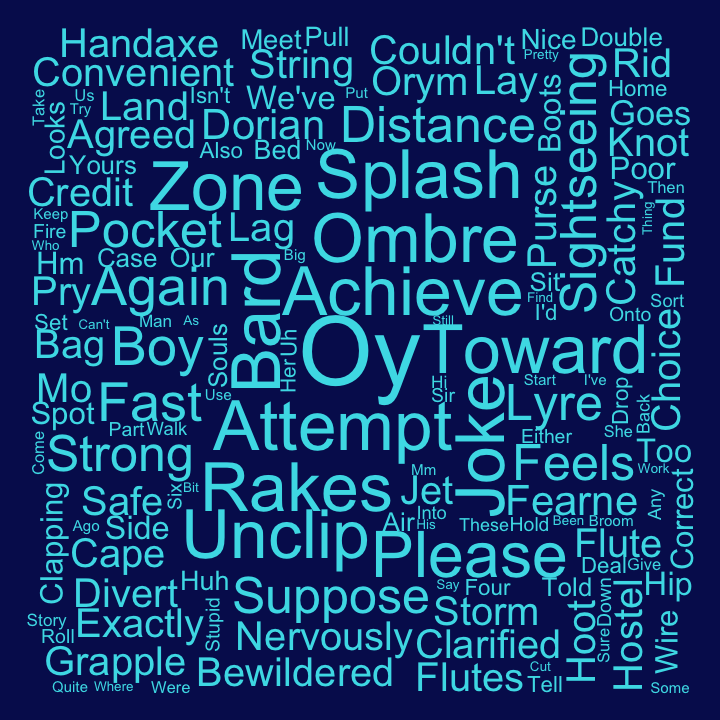 Handaxe
Meet
Pull
Couldn't
Nice
Double
Pretty
Convenient
String
Orym
Lay
Rid
Take
Us
Isn't
We've
Put
Boots
Sightseeing
Home
Looks
Try
Land
Dorian
Distance
Goes
Agreed
Also
Bed
Now
Knot
Yours
Zone
Splash
Purse
Catchy
Poor
Then
Credit
Keep
Pocket
Lag
Ombre
Thing
Fund
Fire
Who
Hm
Case
Our
Big
Bard
Achieve
Sit
Find
I'd
Sort
Pry
Again
Onto
Set
Can't
Man
As
Souls
Her
Uh
Oy
Still
Toward
Choice
Bag
Boy
Mo
Fast
Use
Hi
Sir
Start
I've
Drop
Back
Spot
Part
Walk
Attempt
Joke
Lyre
Either
She
Too
Come
Strong
Feels
Work
Mm
Rakes
Jet
Fearne
Any
Correct
Clapping
Safe
Six
Bit
Into
His
Air
Ago
Side
Unclip
These
Hold
Been
Broom
Flute
Cape
Please
Deal
Give
Divert
Huh
Say
Four
Told
Hip
Suppose
Storm
Hoot
Sure
Down
Hostel
Story
Roll
Exactly
Stupid
Nervously
Clarified
Wire
Grapple
Bewildered
Flutes
Cut
Tell
Quite
Where
Were
Some